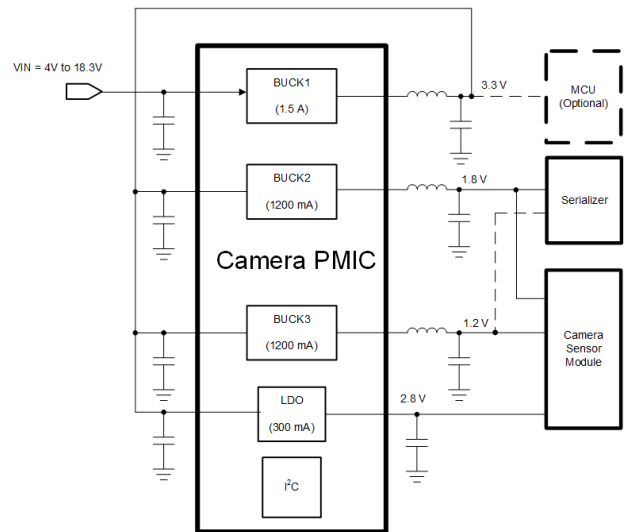 VIN = 4V to 18.3V
BUCK1
(1.5 A)
3.3 V
MCU
(Optional)
BUCK2
(1200 mA)
1.8 V
Serializer
Camera PMIC
BUCK3
(1200 mA)
1.2 V
Camera
Sensor
Module
LDO
(300 mA)
2.8 V
I²C